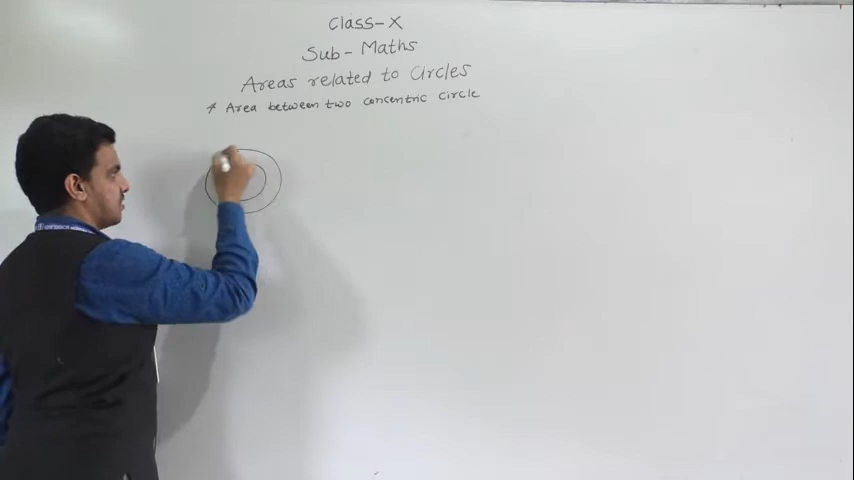 Class-X
Sub- Maths
Areas related to Circles
* Area between two concentric circle